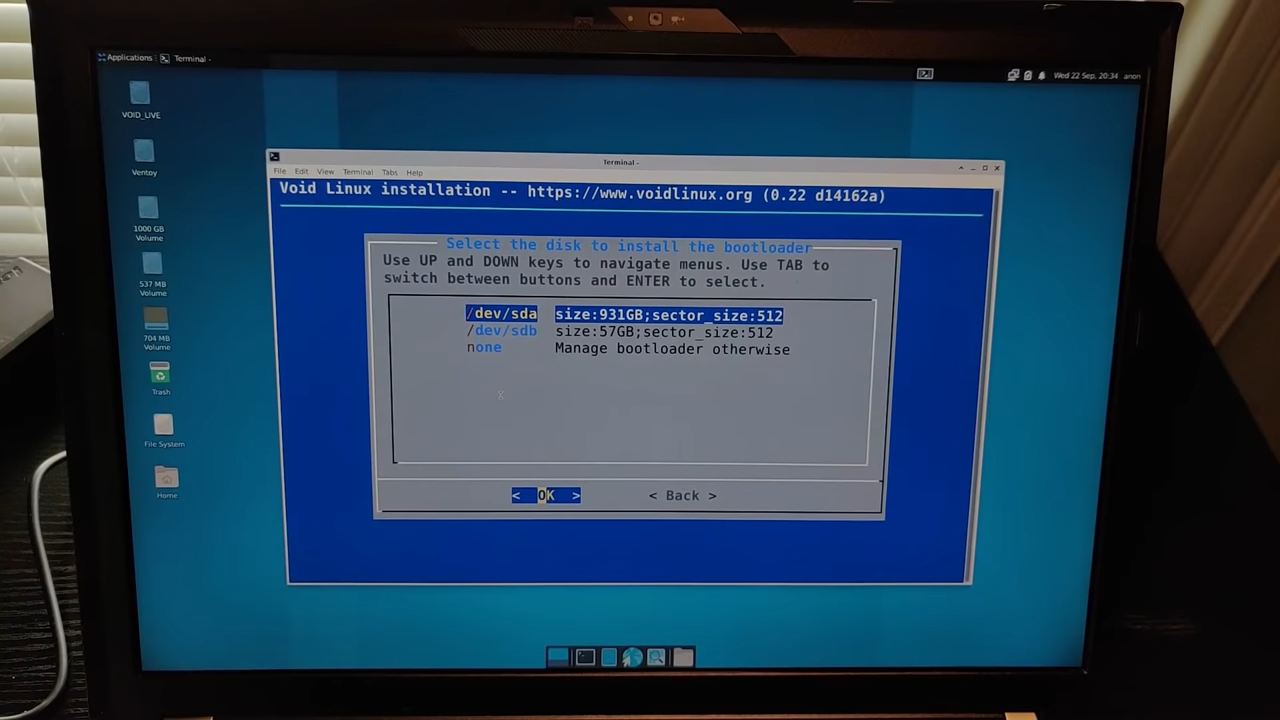 Applications Terminal - Wed 22 Sep, 20:34 anon
VOID_LIVE
Ventoy
1000 GB
Volume
537 MB
Volume
704 MB
Volume
Trash
File System
Home
Terminal -
File Edit View Terminal Tabs Help
Void Linux installation -- https://www.voidlinux.org (0.22 d14162a)
Select the disk to install the bootloader
Use UP and DOWN keys to navigate menus. Use TAB to
switch between buttons and ENTER to select.
/dev/sda size:931GB;sector_size:512
/dev/sdb size:57GB;sector_size:512
none Manage bootloader otherwise
< OK > < Back >